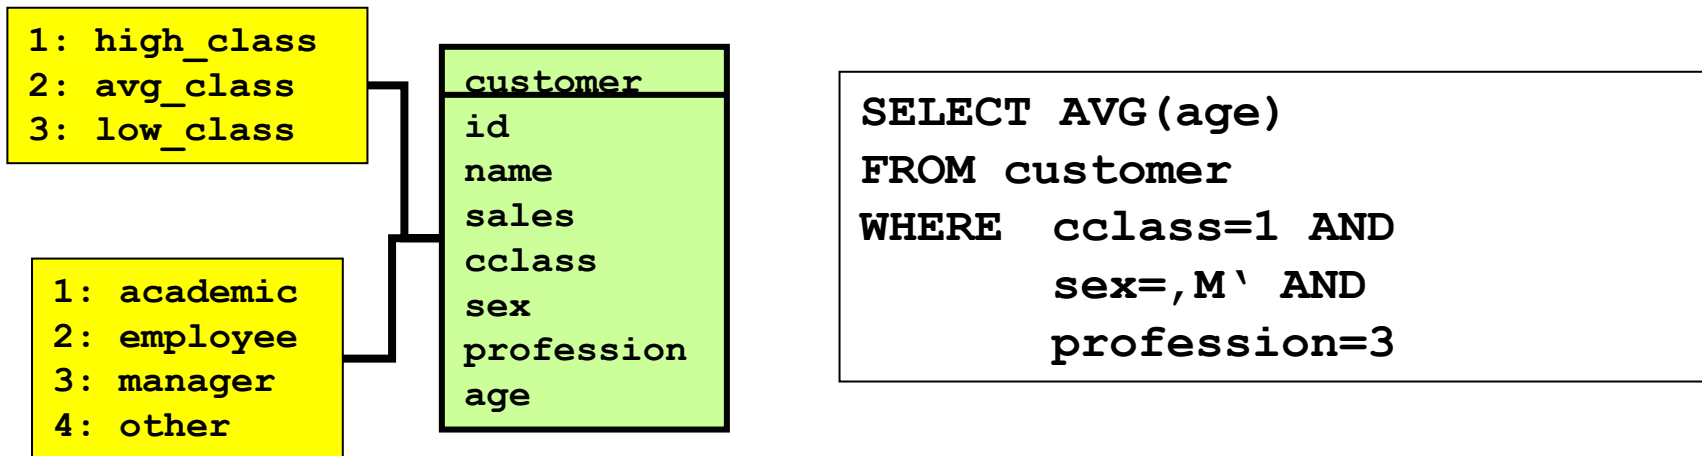 1: high_class
2: avg_class
3: low_class
1: academic
2: employee
3: manager
4: other
customer
id
name
sales
cclass
sex
profession
age
SELECT AVG(age)
FROM customer
WHERE cclass=1 AND
sex=‚M‘ AND
profession=3